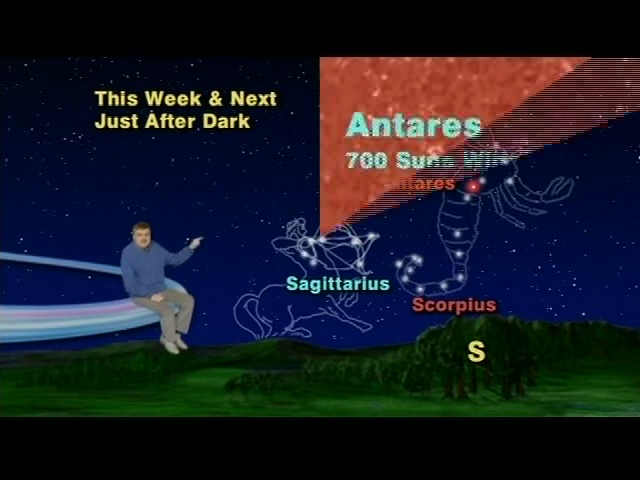 This Week & Next
Just After Dark
Antares
700 Suns
Sagittarius
Scorpius
S